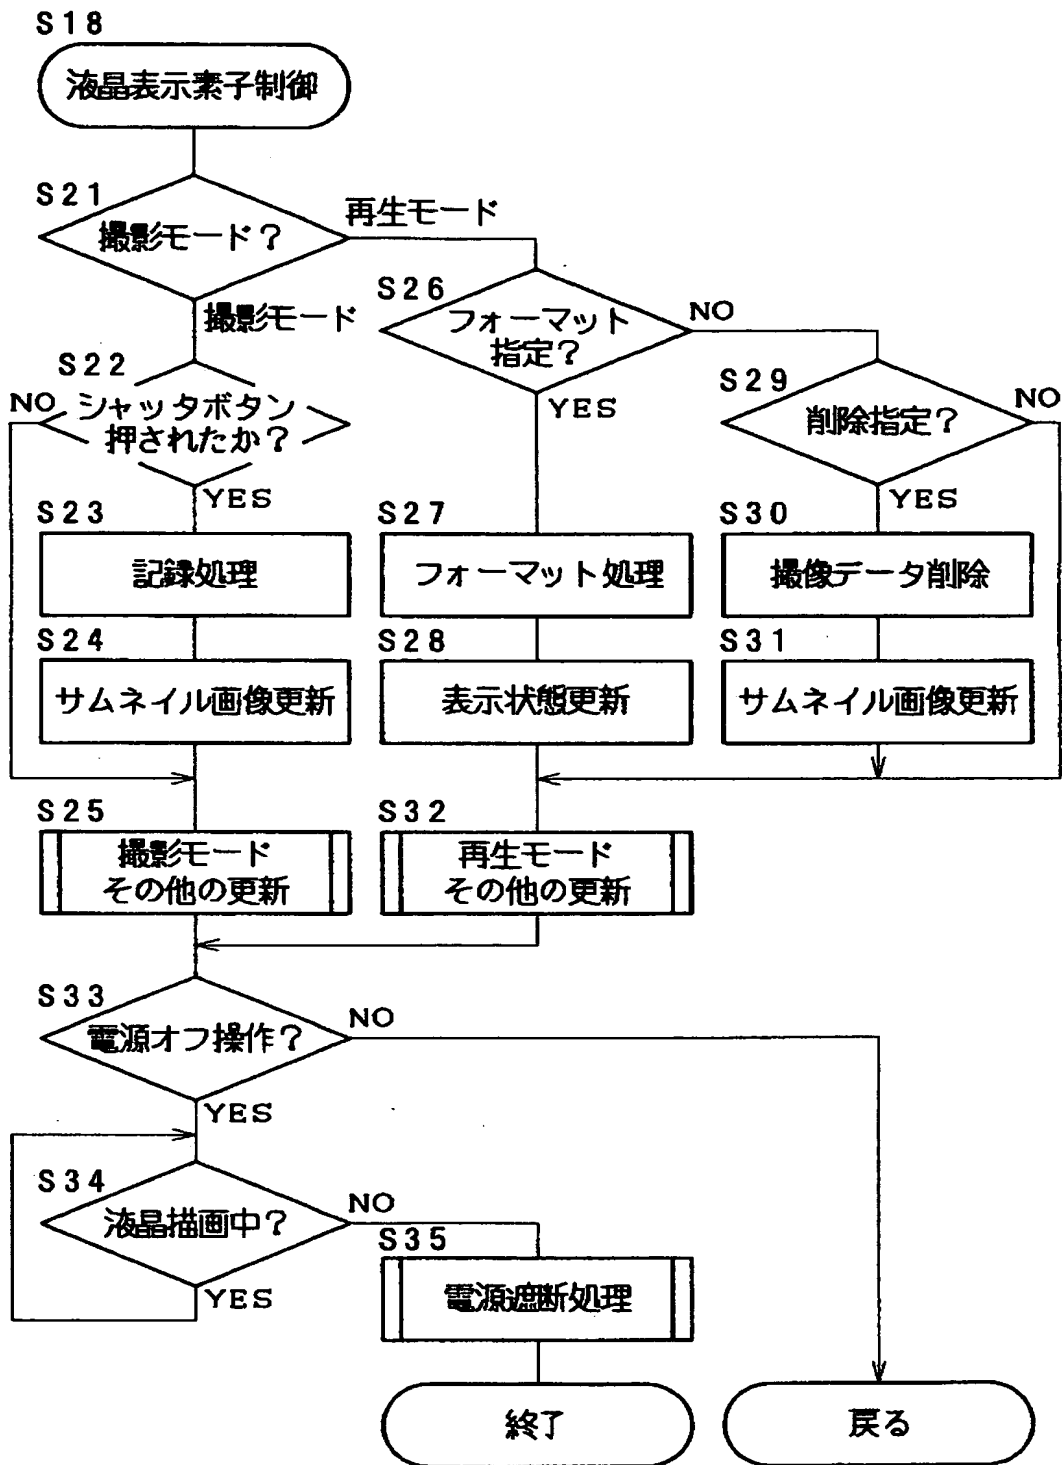 S18
液晶表示素子制御
S21
撮影モード？
再生モード
撮影モード
S22
シャッタボタン
押されたか？
NO
YES
S23
記録処理
S24
サムネイル画像更新
S25
撮影モード
その他の更新
S26
フォーマット
指定？
NO
YES
S27
フォーマット処理
S28
表示状態更新
S29
削除指定？
NO
YES
S30
撮像データ削除
S31
サムネイル画像更新
S32
再生モード
その他の更新
S33
電源オフ操作？
NO
YES
S34
液晶描画中？
NO
YES
S35
電源遮断処理
終了
戻る